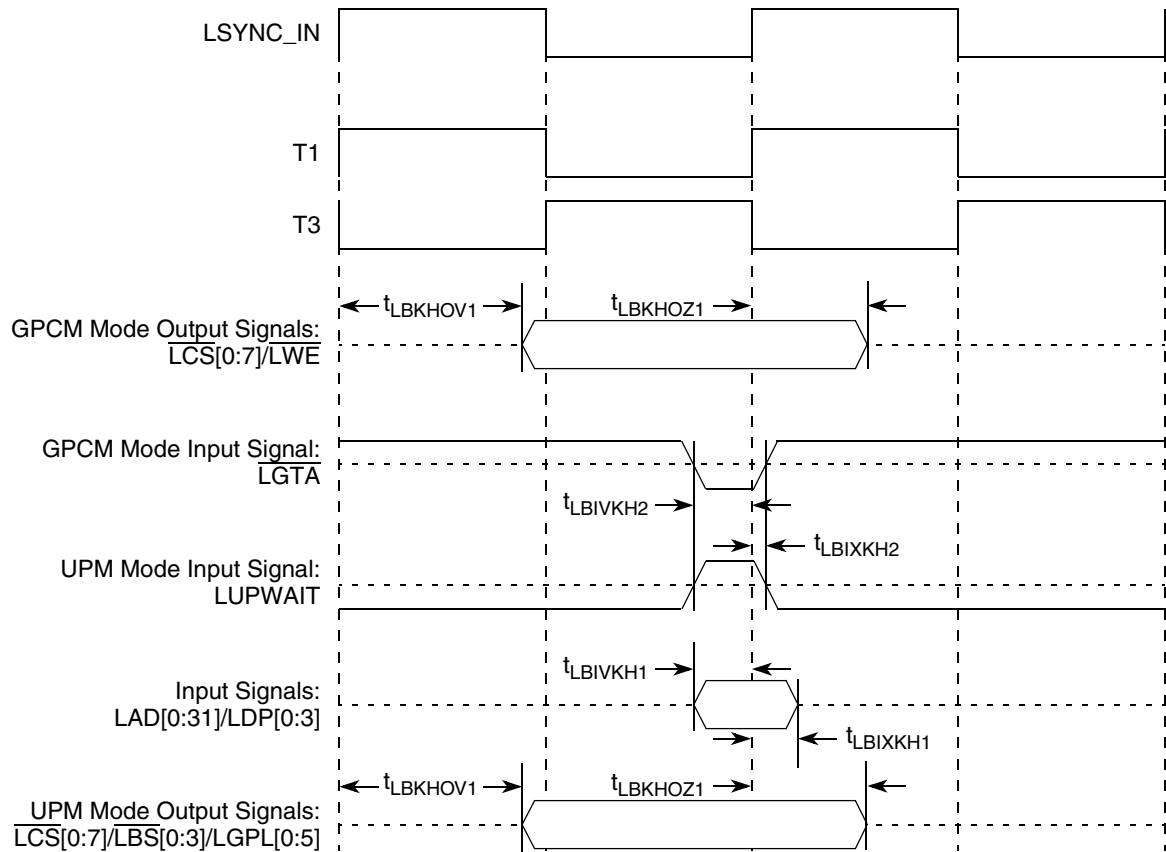 LSYNC_IN
T1
T3
tLBKHOV1
tLBKHOZ1
GPCM Mode Output Signals:
LCS[0:7]/LWE
GPCM Mode Input Signal:
LGTA
tLBIVKH2
tLBIXKH2
UPM Mode Input Signal:
LUPWAIT
tLBIVKH1
Input Signals:
LAD[0:31]/LDP[0:3]
tLBIXKH1
tLBKHOV1
tLBKHOZ1
UPM Mode Output Signals:
LCS[0:7]/LBS[0:3]/LGPL[0:5]